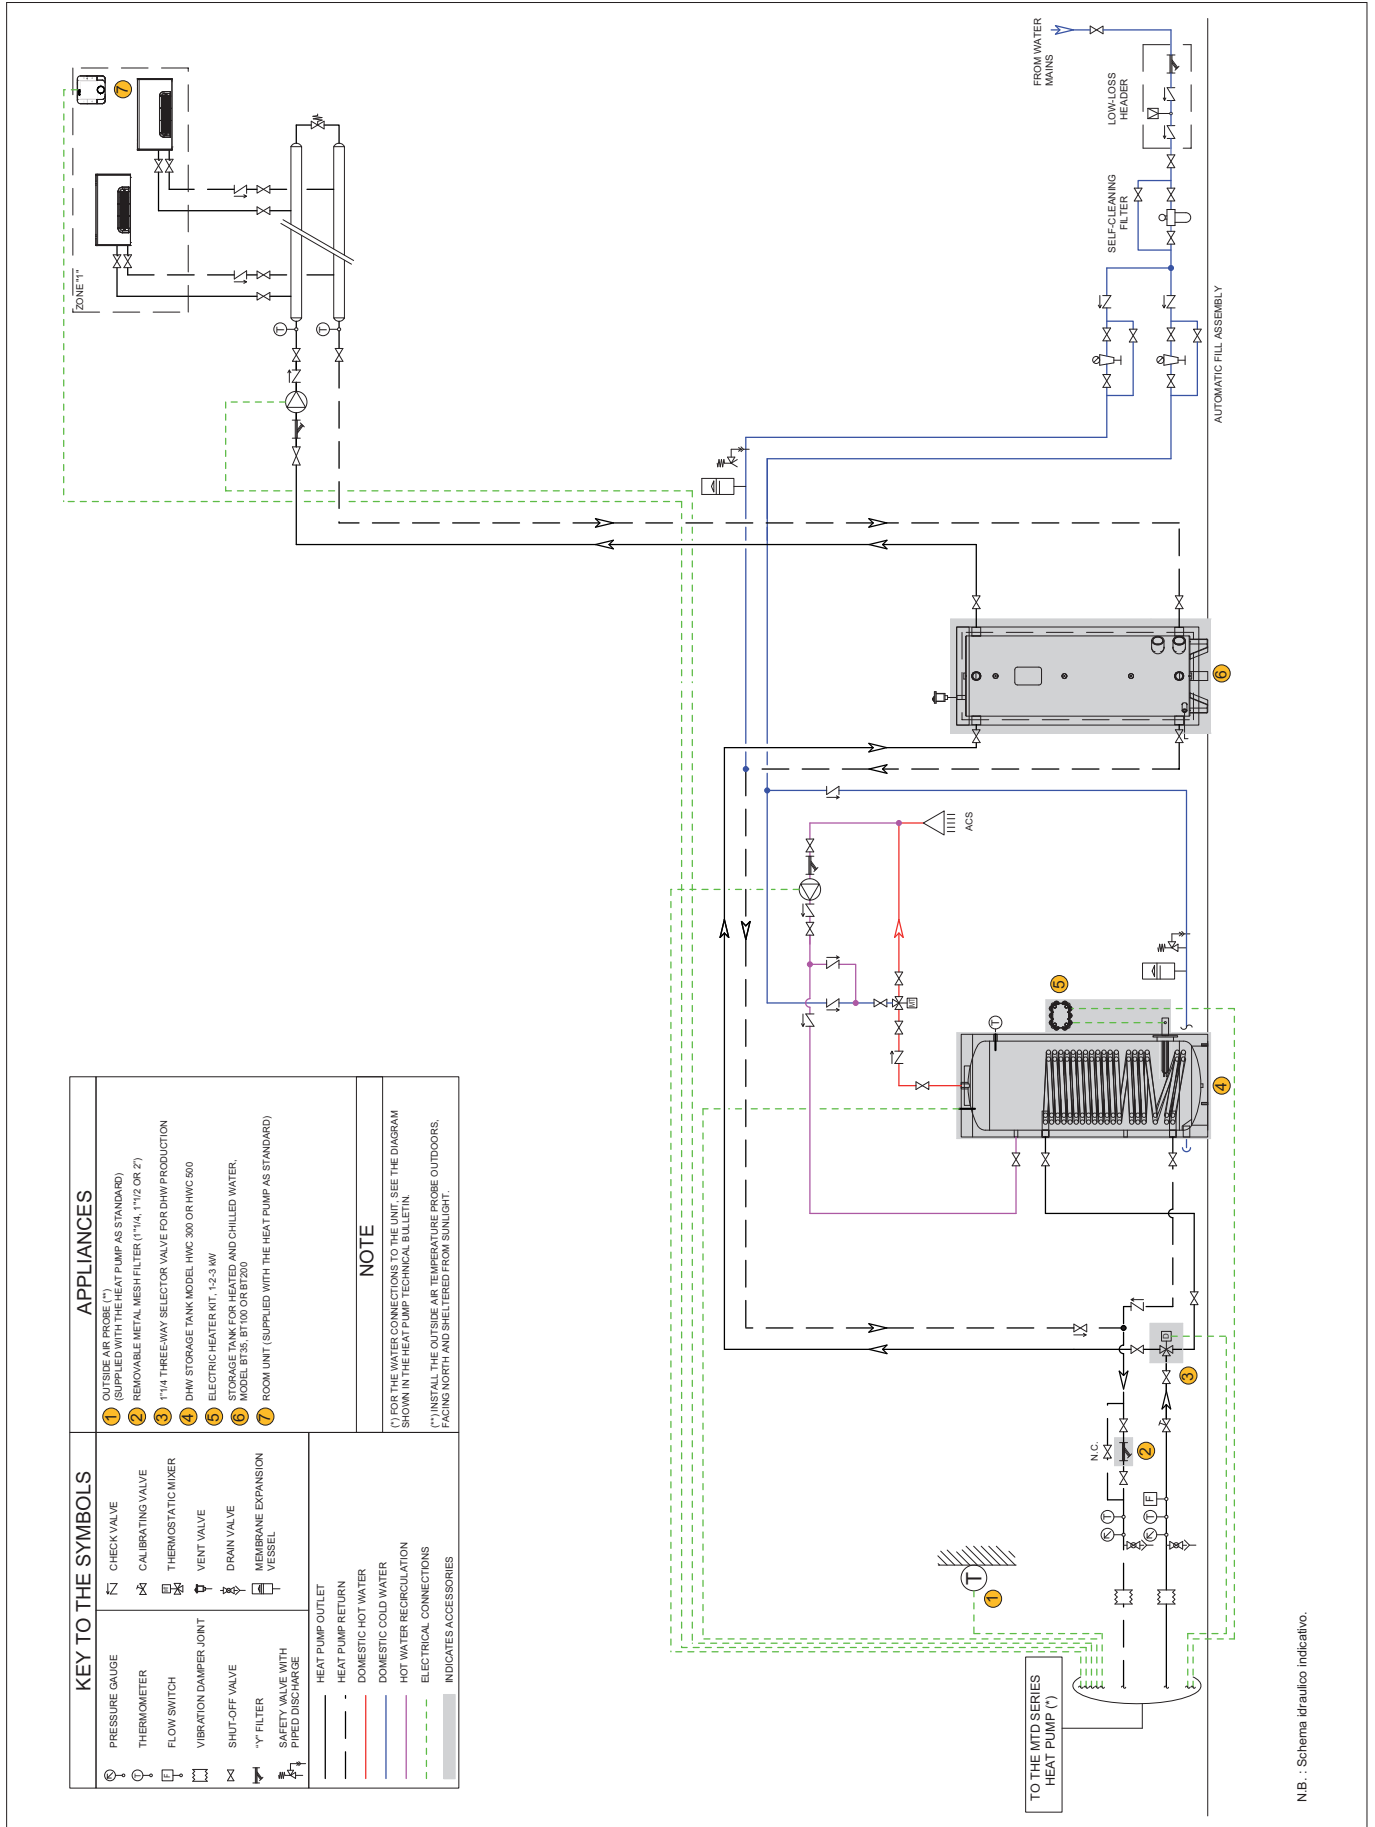 KEY TO THE SYMBOLS
PRESSURE GAUGE
THERMOMETER
FLOW SWITCH
VIBRATION DAMPER JOINT
SHUT-OFF VALVE
"Y" FILTER
SAFETY VALVE WITH
PIPED DISCHARGE
CHECK VALVE
CALIBRATING VALVE
THERMOSTATIC MIXER
VENT VALVE
DRAIN VALVE
MEMBRANE EXPANSION
VESSEL
HEAT PUMP OUTLET
HEAT PUMP RETURN
DOMESTIC HOT WATER
DOMESTIC COLD WATER
HOT WATER RECIRCULATION
ELECTRICAL CONNECTIONS
INDICATES ACCESSORIES
APPLIANCES
1 OUTSIDE AIR PROBE (**)
(SUPPLIED WITH THE HEAT PUMP AS STANDARD)
2 REMOVABLE METAL MESH FILTER (1"1/4, 1"1/2 OR 2")
3 1"1/4 THREE-WAY SELECTOR VALVE FOR DHW PRODUCTION
4 DHW STORAGE TANK MODEL HWC 300 OR HWC 500
5 ELECTRIC HEATER KIT, 1-2-3 kW
6 STORAGE TANK FOR HEATED AND CHILLED WATER,
MODEL BT35, BT100 OR BT200
7 ROOM UNIT (SUPPLIED WITH THE HEAT PUMP AS STANDARD)
NOTE
(*) FOR THE WATER CONNECTIONS TO THE UNIT, SEE THE DIAGRAM
SHOWN IN THE HEAT PUMP TECHNICAL BULLETIN.
(**) INSTALL THE OUTSIDE AIR TEMPERATURE PROBE OUTDOORS,
FACING NORTH AND SHELTERED FROM SUNLIGHT.
ZONE "1"
7
T
T
FROM WATER
MAINS
LOW-LOSS
HEADER
SELF-CLEANING
FILTER
AUTOMATIC FILL ASSEMBLY
6
ACS
M
T
5
4
D
3
N.C.
2
F
T
T
T
1
TO THE MTD SERIES
HEAT PUMP (*)
N.B. : Schema idraulico indicativo.